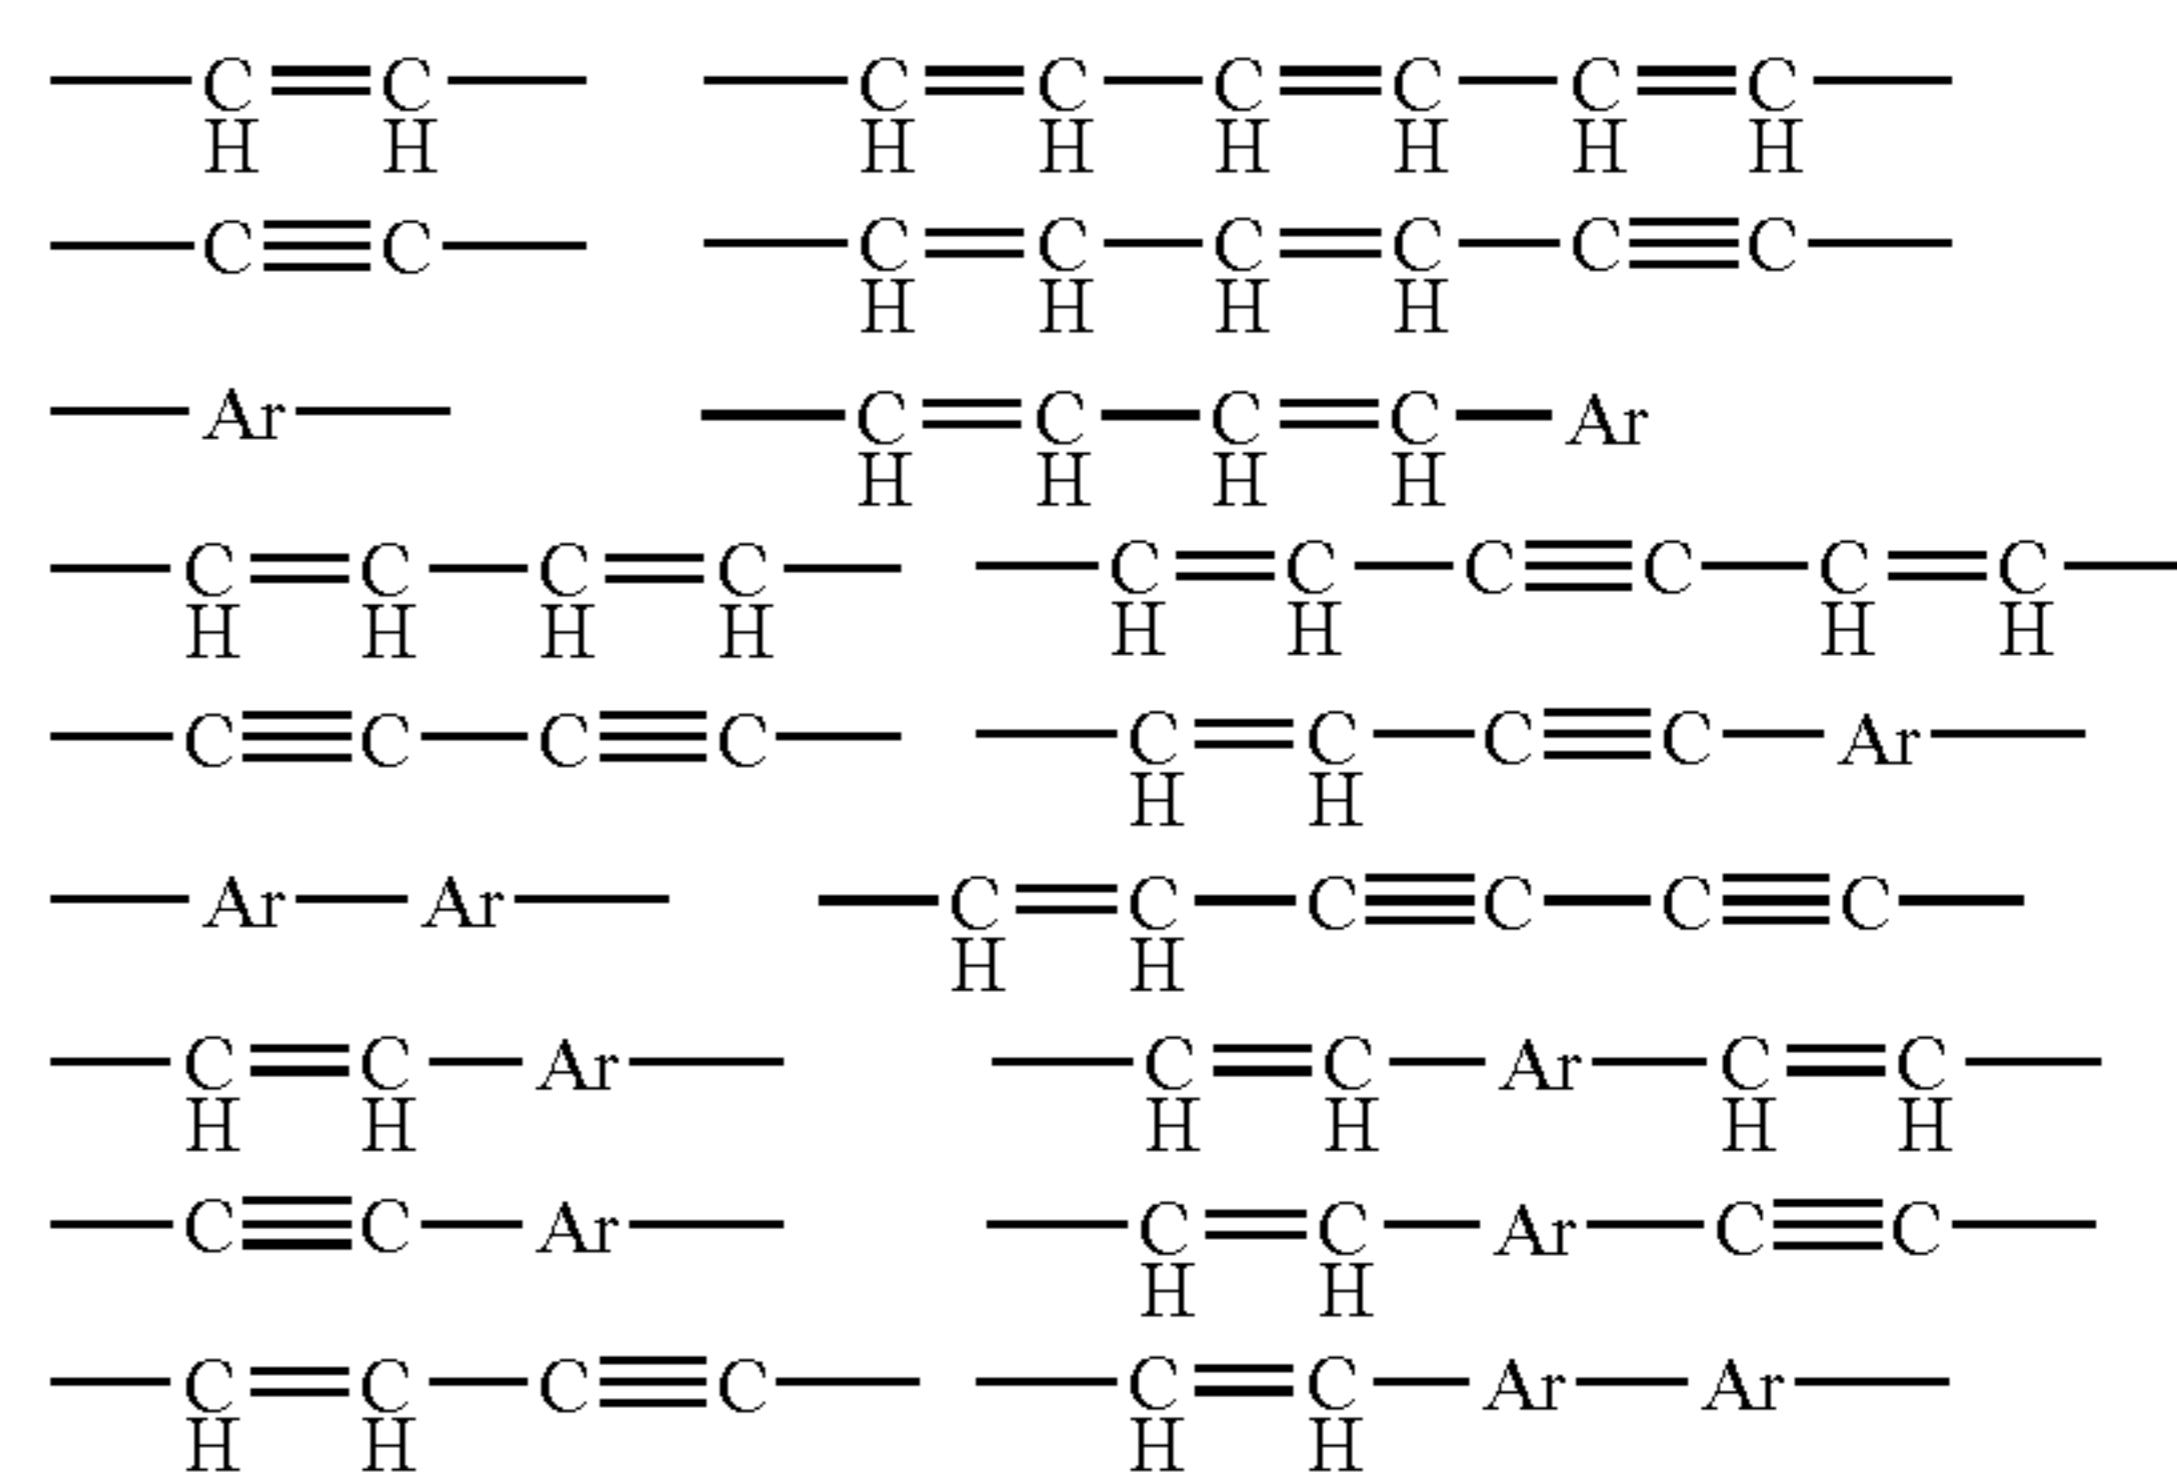 —C=C— —C=C—C=C—C=C—
H H H H H H H H
—C≡C— —C=C—C=C—C≡C—
H H H H
—Ar— —C=C—C=C—Ar
H H H H
—C=C—C=C— —C=C—C≡C—C=C—
H H H H H H H H
—C≡C—C≡C— —C=C—C≡C—Ar—
H H
—Ar—Ar— —C=C—C≡C—C≡C—
H H
—C=C—Ar— —C=C—Ar—C=C—
H H H H H H
—C≡C—Ar— —C=C—Ar—C≡C—
H H
—C=C—C≡C— —C=C—Ar—Ar—
H H H H